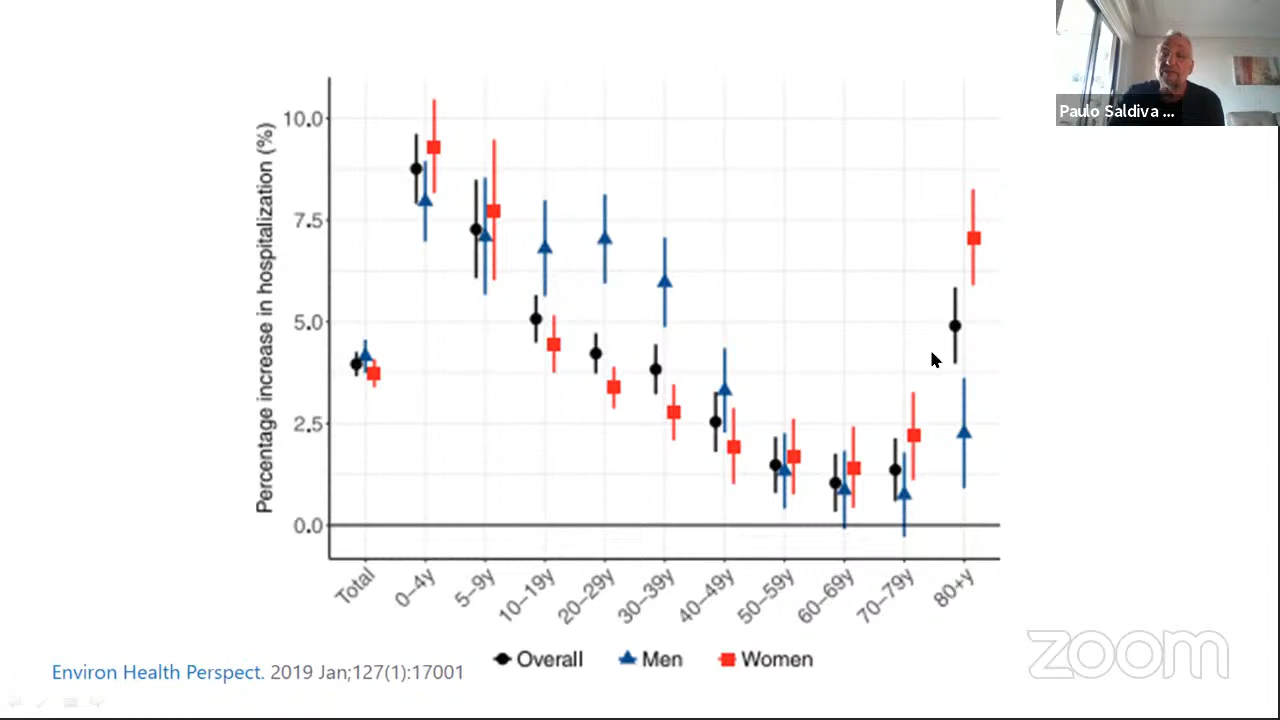 Paulo Saldiva ...
Percentage increase in hospitalization (%)
10.0
7.5
5.0
2.5
0.0
Total
0–4y
5–9y
10–19y
20–29y
30–39y
40–49y
50–59y
60–69y
70–79y
80+y
Overall Men Women
Environ Health Perspect. 2019 Jan;127(1):17001
zoom